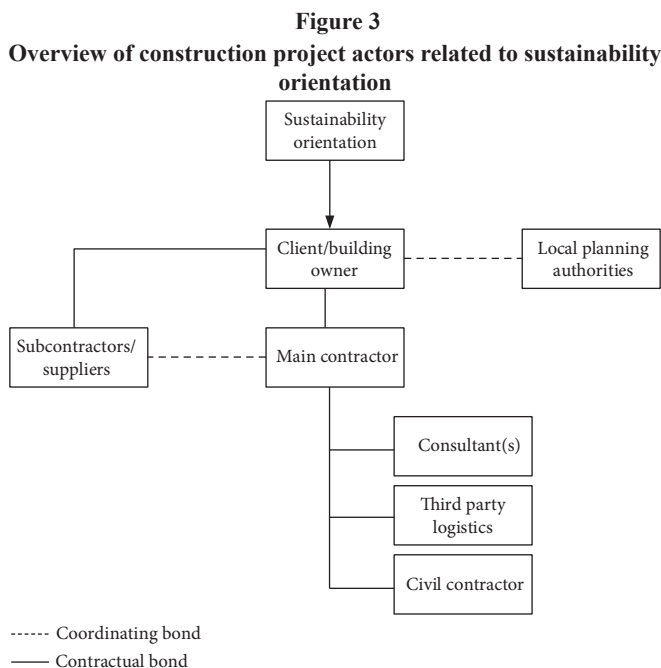 Figure 3
Overview of construction project actors related to sustainability
orientation
Sustainability
orientation
Client/building
owner
Local planning
authorities
Subcontractors/
suppliers
Main contractor
Consultant(s)
Third party
logistics
Civil contractor
Coordinating bond
Contractual bond